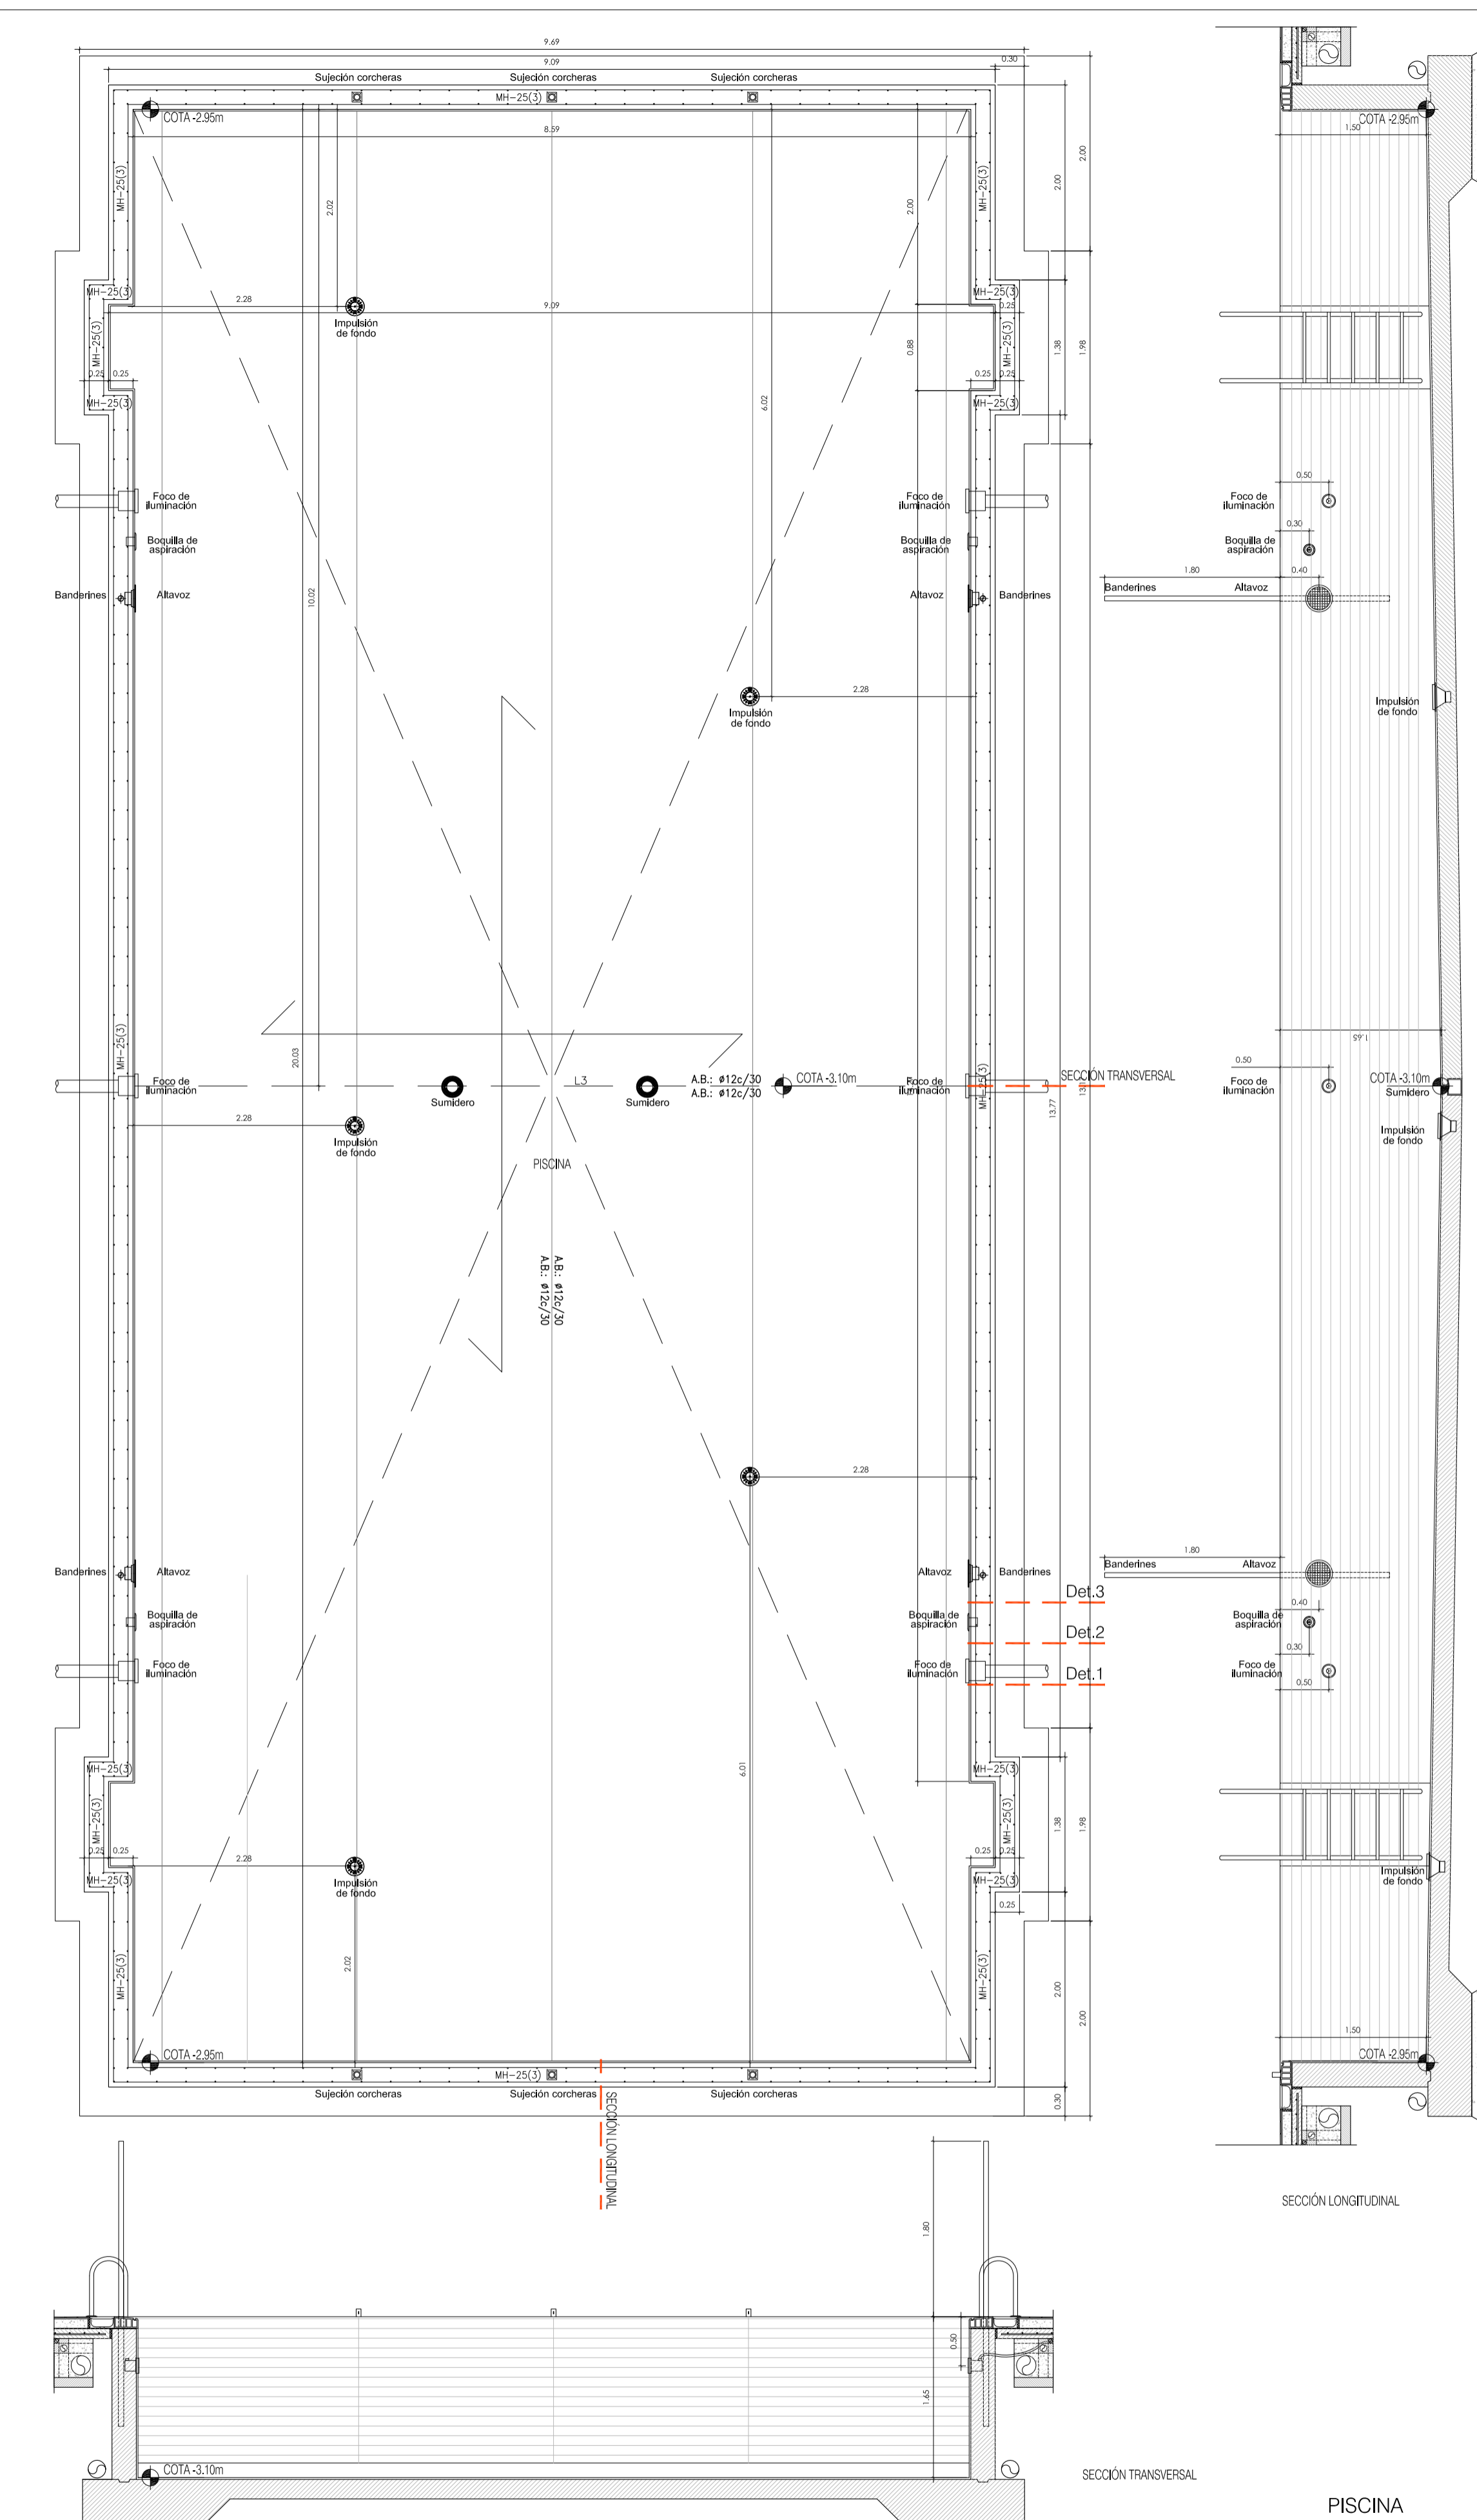 9.69
9.09
0.30
Sujeción corcheras
Sujeción corcheras
Sujeción corcheras
MH-25(3)
COTA -2.95m
8.59
COTA -2.95m
1.50
2.00
2.00
MH-25(3)
MH-25(3)
2.02
2.00
MH-25(3)
MH-25(3)
2.28
9.09
0.25
Impulsión
de fondo
MH-25(3)
MH-25(3)
0.88
1.38
1.98
0.25
0.25
0.25
0.25
MH-25(3)
MH-25(3)
6.02
Foco de
iluminación
Foco de
iluminación
0.50
Foco de
iluminación
Boquilla de
aspiración
Boquilla de
aspiración
0.30
Boquilla de
aspiración
1.80
0.40
Banderines
Altavoz
Altavoz
Banderines
Banderines
Altavoz
10.02
2.28
Impulsión
de fondo
Impulsión
de fondo
20.03
MH-25(3)
MH-25(3)
1.65
Foco de
iluminación
L3
Sumidero
Sumidero
A.B.: ø12c/30
A.B.: ø12c/30
COTA -3.10m
Foco de
iluminación
SECCIÓN TRANSVERSAL
13.77
0.50
Foco de
iluminación
COTA -3.10m
Sumidero
2.28
Impulsión
de fondo
Impulsión
de fondo
PISCINA
A.B.: ø12c/30
A.B.: ø12c/30
2.28
Banderines
Altavoz
Altavoz
Banderines
1.80
Banderines
Altavoz
Det.3
0.40
Boquilla de
aspiración
Boquilla de
aspiración
Boquilla de
aspiración
Det.2
0.30
Foco de
iluminación
Foco de
iluminación
Foco de
iluminación
Det.1
0.50
6.01
MH-25(3)
MH-25(3)
MH-25(3)
MH-25(3)
1.38
1.98
0.25
0.25
2.28
0.25
0.25
MH-25(3)
MH-25(3)
Impulsión
de fondo
Impulsión
de fondo
0.25
2.02
MH-25(3)
MH-25(3)
2.00
2.00
1.50
COTA -2.95m
COTA -2.95m
MH-25(3)
Sujeción corcheras
Sujeción corcheras
Sujeción corcheras
0.30
SECCIÓN LONGITUDINAL
SECCIÓN LONGITUDINAL
1.80
0.50
1.65
COTA -3.10m
SECCIÓN TRANSVERSAL
PISCINA